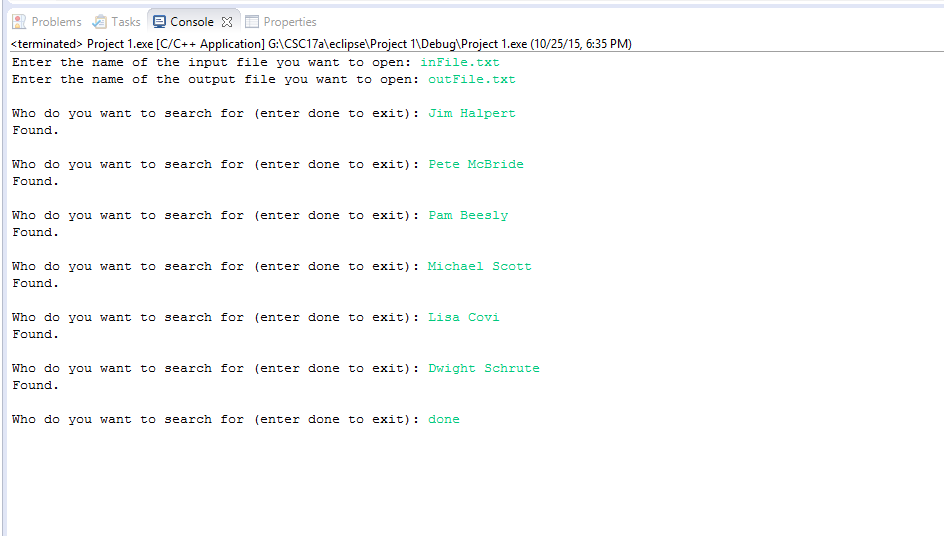 Problems Tasks Console Properties
<terminated> Project 1.exe [C/C++ Application] G:\CSC17a\eclipse\Project 1\Debug\Project 1.exe (10/25/15, 6:35 PM)
Enter the name of the input file you want to open: inFile.txt
Enter the name of the output file you want to open: outFile.txt
Who do you want to search for (enter done to exit): Jim Halpert
Found.
Who do you want to search for (enter done to exit): Pete McBride
Found.
Who do you want to search for (enter done to exit): Pam Beesly
Found.
Who do you want to search for (enter done to exit): Michael Scott
Found.
Who do you want to search for (enter done to exit): Lisa Covi
Found.
Who do you want to search for (enter done to exit): Dwight Schrute
Found.
Who do you want to search for (enter done to exit): done